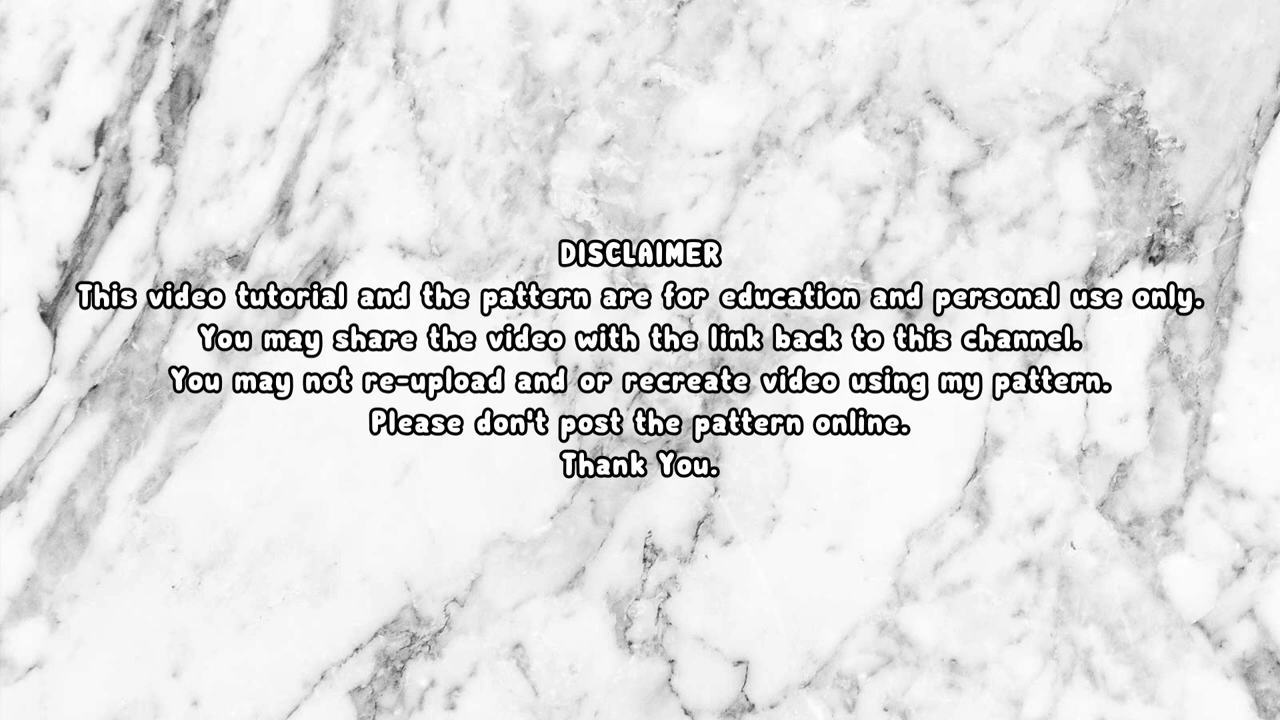 DISCLAIMER
This video tutorial and the pattern are for education and personal use only.
You may share the video with the link back to this channel.
You may not re-upload and or recreate video using my pattern.
Please don't post the pattern online.
Thank You.